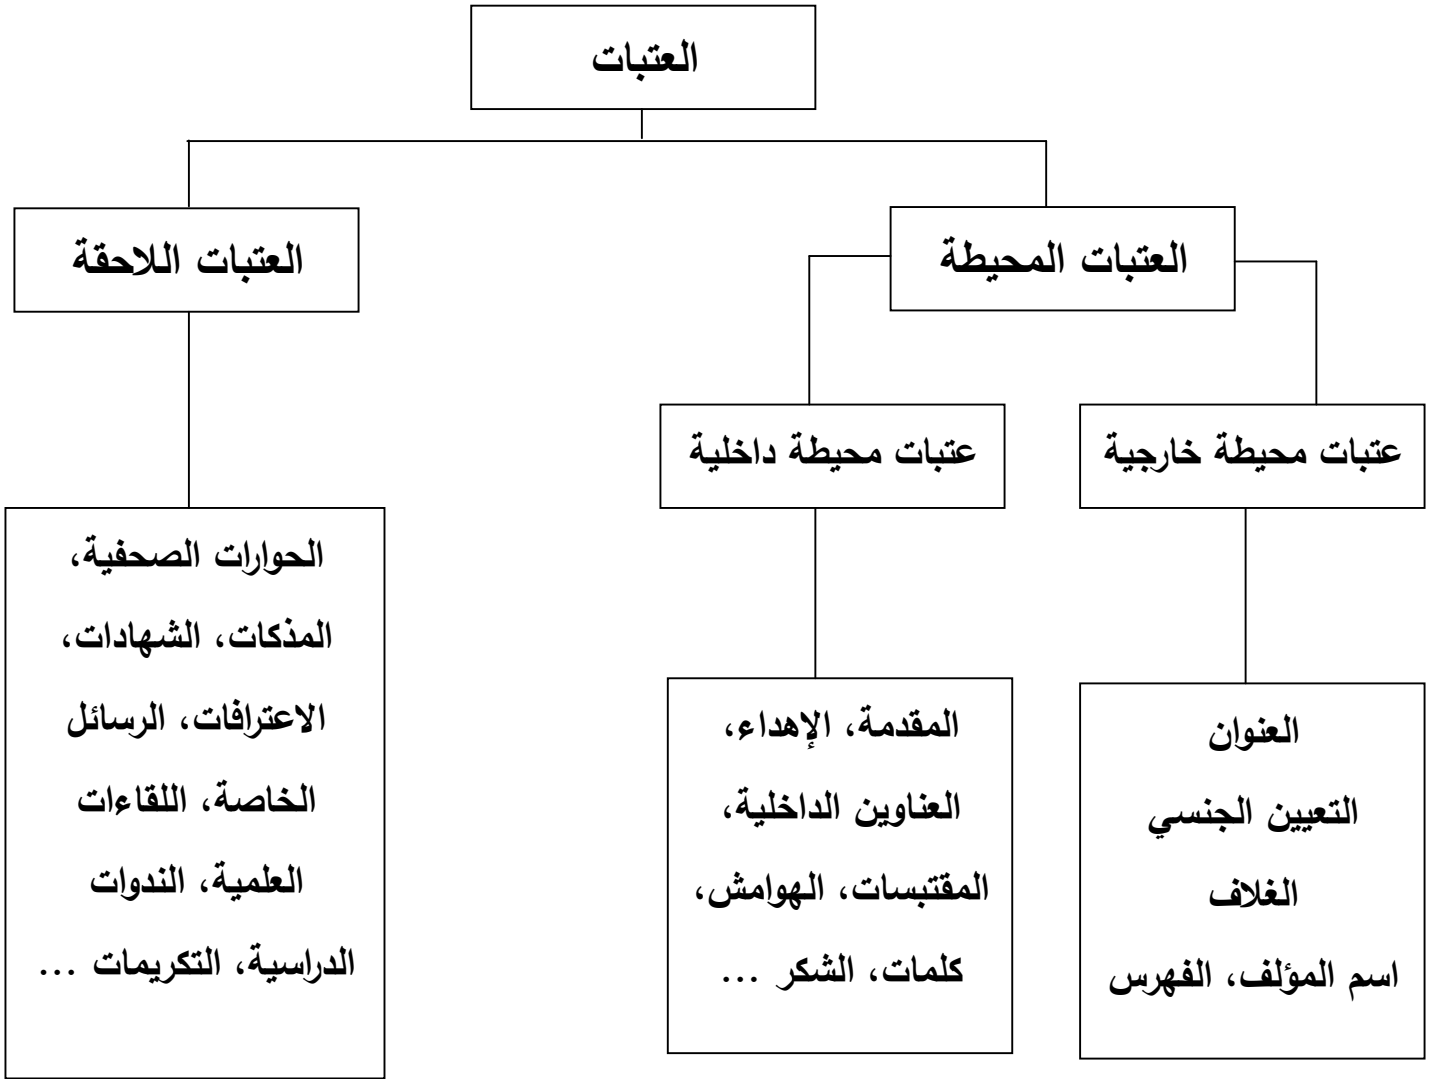 العتبات
العتبات المحيطة
العتبات اللاحقة
عتبات محيطة خارجية
عتبات محيطة داخلية
العنوان
التعيين الجنسي
الغلاف
اسم المؤلف، الفهرس
المقدمة، الإهداء،
العناوين الداخلية،
المقتبسات، الهوامش،
كلمات، الشكر ...
الحوارات الصحفية،
المذكات، الشهادات،
الاعترافات، الرسائل
الخاصة، اللقاءات
العلمية، الندوات
الدراسية، التكريمات ...